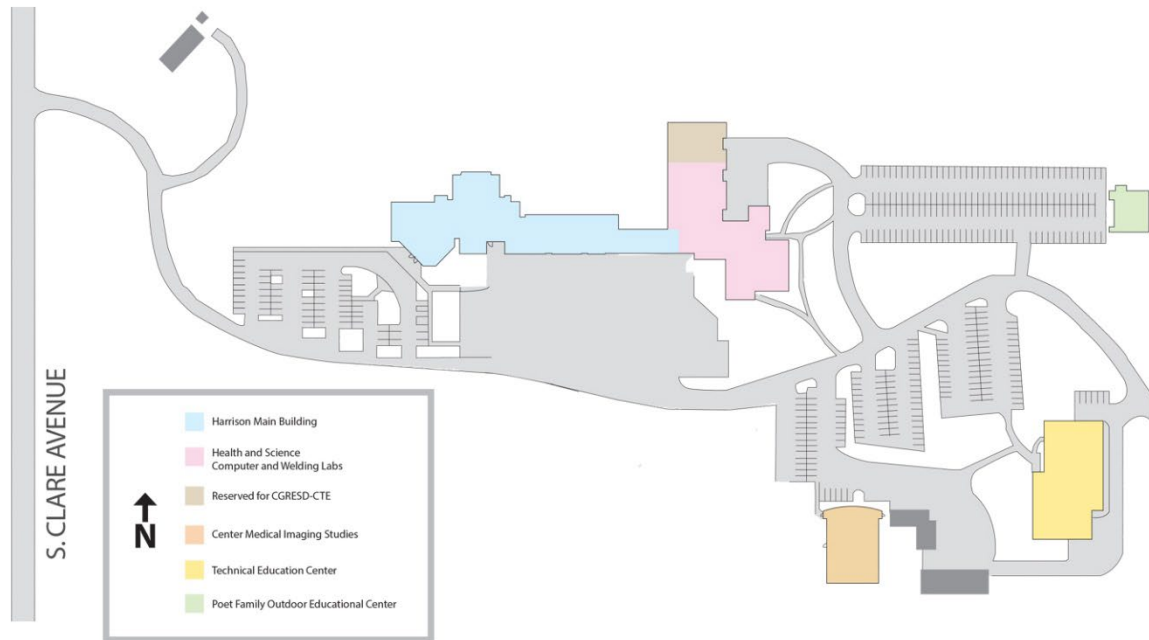 S. CLARE AVENUE
Harrison Main Building
Health and Science
Computer and Welding Labs
Reserved for CGRESD-CTE
Center Medical Imaging Studies
Technical Education Center
Poet Family Outdoor Educational Center
N